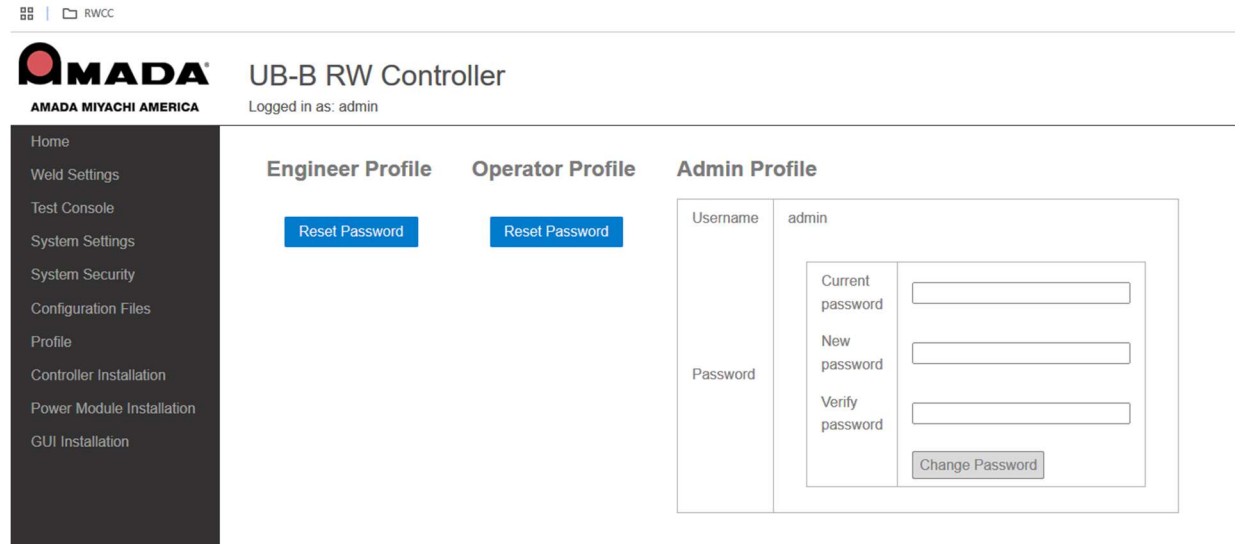 RWCC
AMADA
AMADA MIYACHI AMERICA
UB-B RW Controller
Logged in as: admin
Home
Weld Settings
Test Console
System Settings
System Security
Configuration Files
Profile
Controller Installation
Power Module Installation
GUI Installation
Engineer Profile
Reset Password
Operator Profile
Reset Password
Admin Profile
Username
admin
Password
Current
password
New
password
Verify
password
Change Password